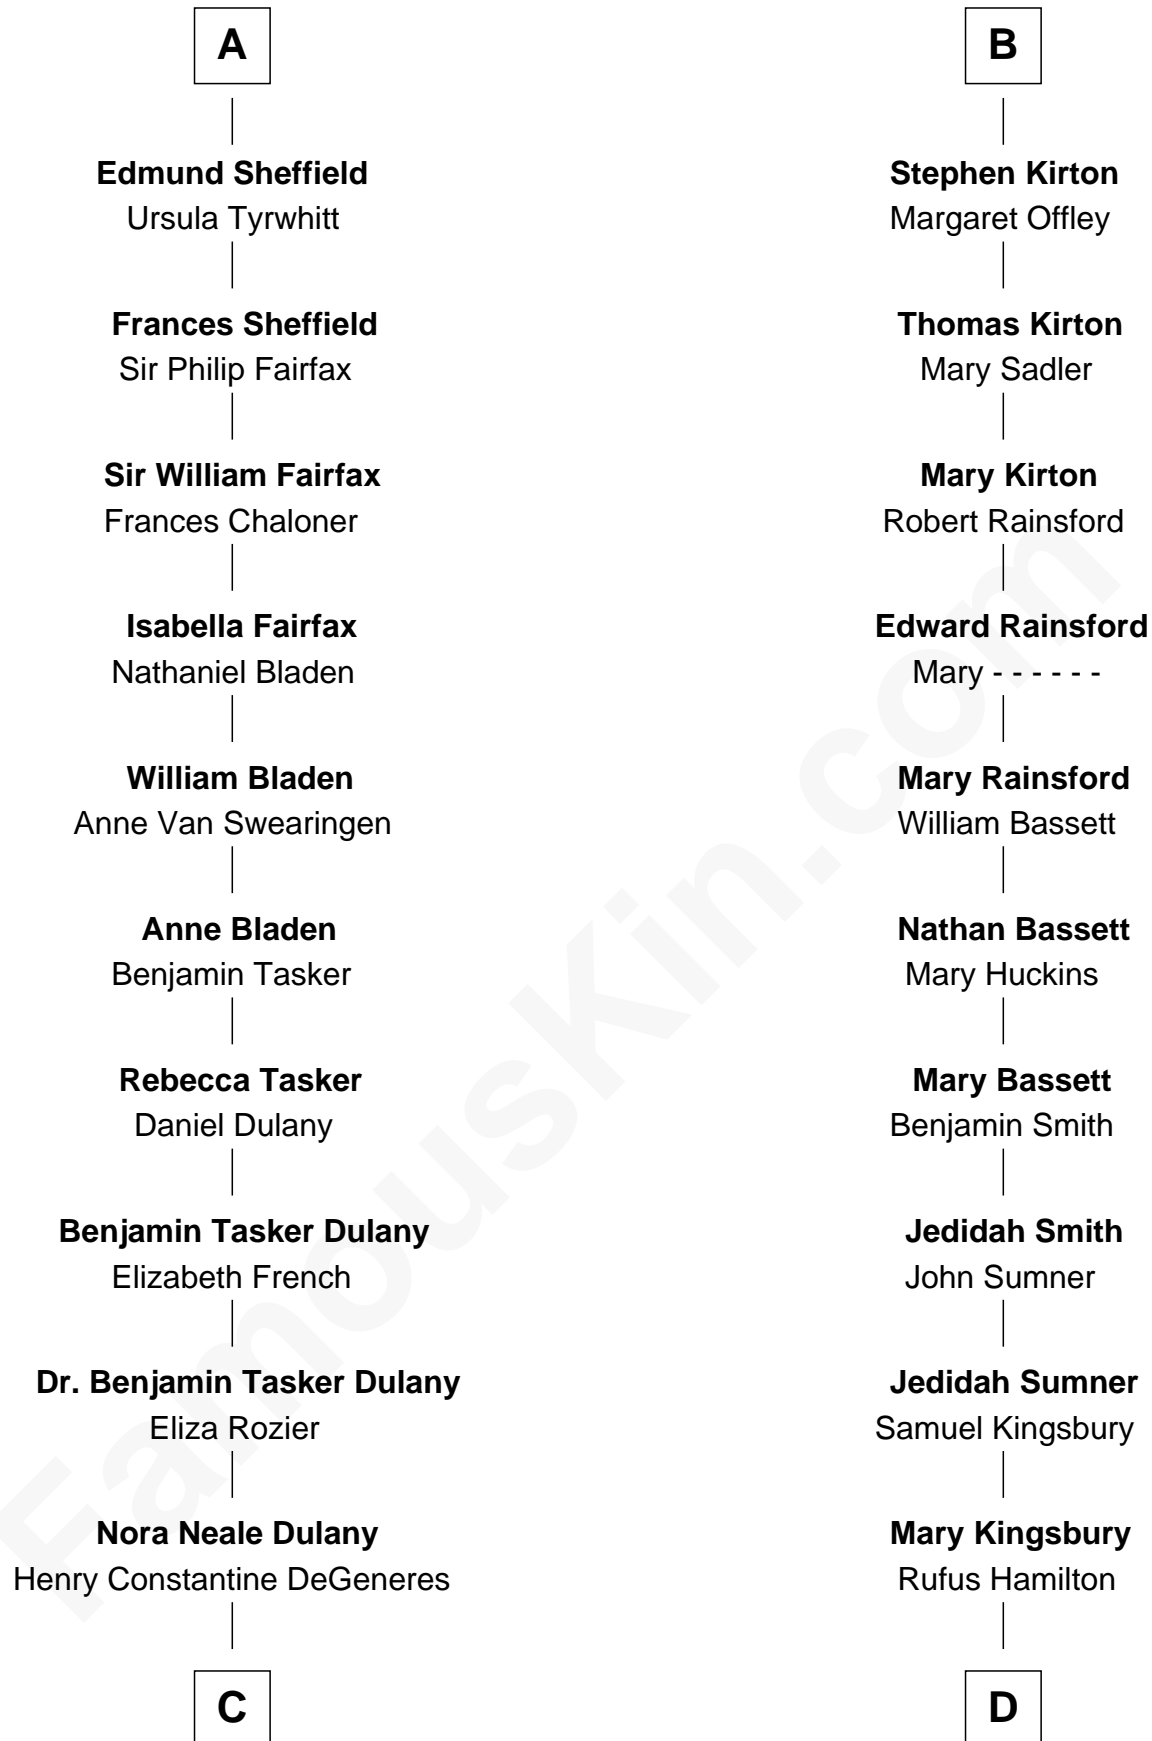 A
Edmund Sheffield
Ursula Tyrwhitt
Frances Sheffield
Sir Philip Fairfax
Sir William Fairfax
Frances Chaloner
Isabella Fairfax
Nathaniel Bladen
William Bladen
Anne Van Swearingen
Anne Bladen
Benjamin Tasker
Rebecca Tasker
Daniel Dulany
Benjamin Tasker Dulany
Elizabeth French
Dr. Benjamin Tasker Dulany
Eliza Rozier
Nora Neale Dulany
Henry Constantine DeGeneres
C
B
Stephen Kirton
Margaret Offley
Thomas Kirton
Mary Sadler
Mary Kirton
Robert Rainsford
Edward Rainsford
Mary - - - - - -
Mary Rainsford
William Bassett
Nathan Bassett
Mary Huckins
Mary Bassett
Benjamin Smith
Jedidah Smith
John Sumner
Jedidah Sumner
Samuel Kingsbury
Mary Kingsbury
Rufus Hamilton
D
FamousKin.com